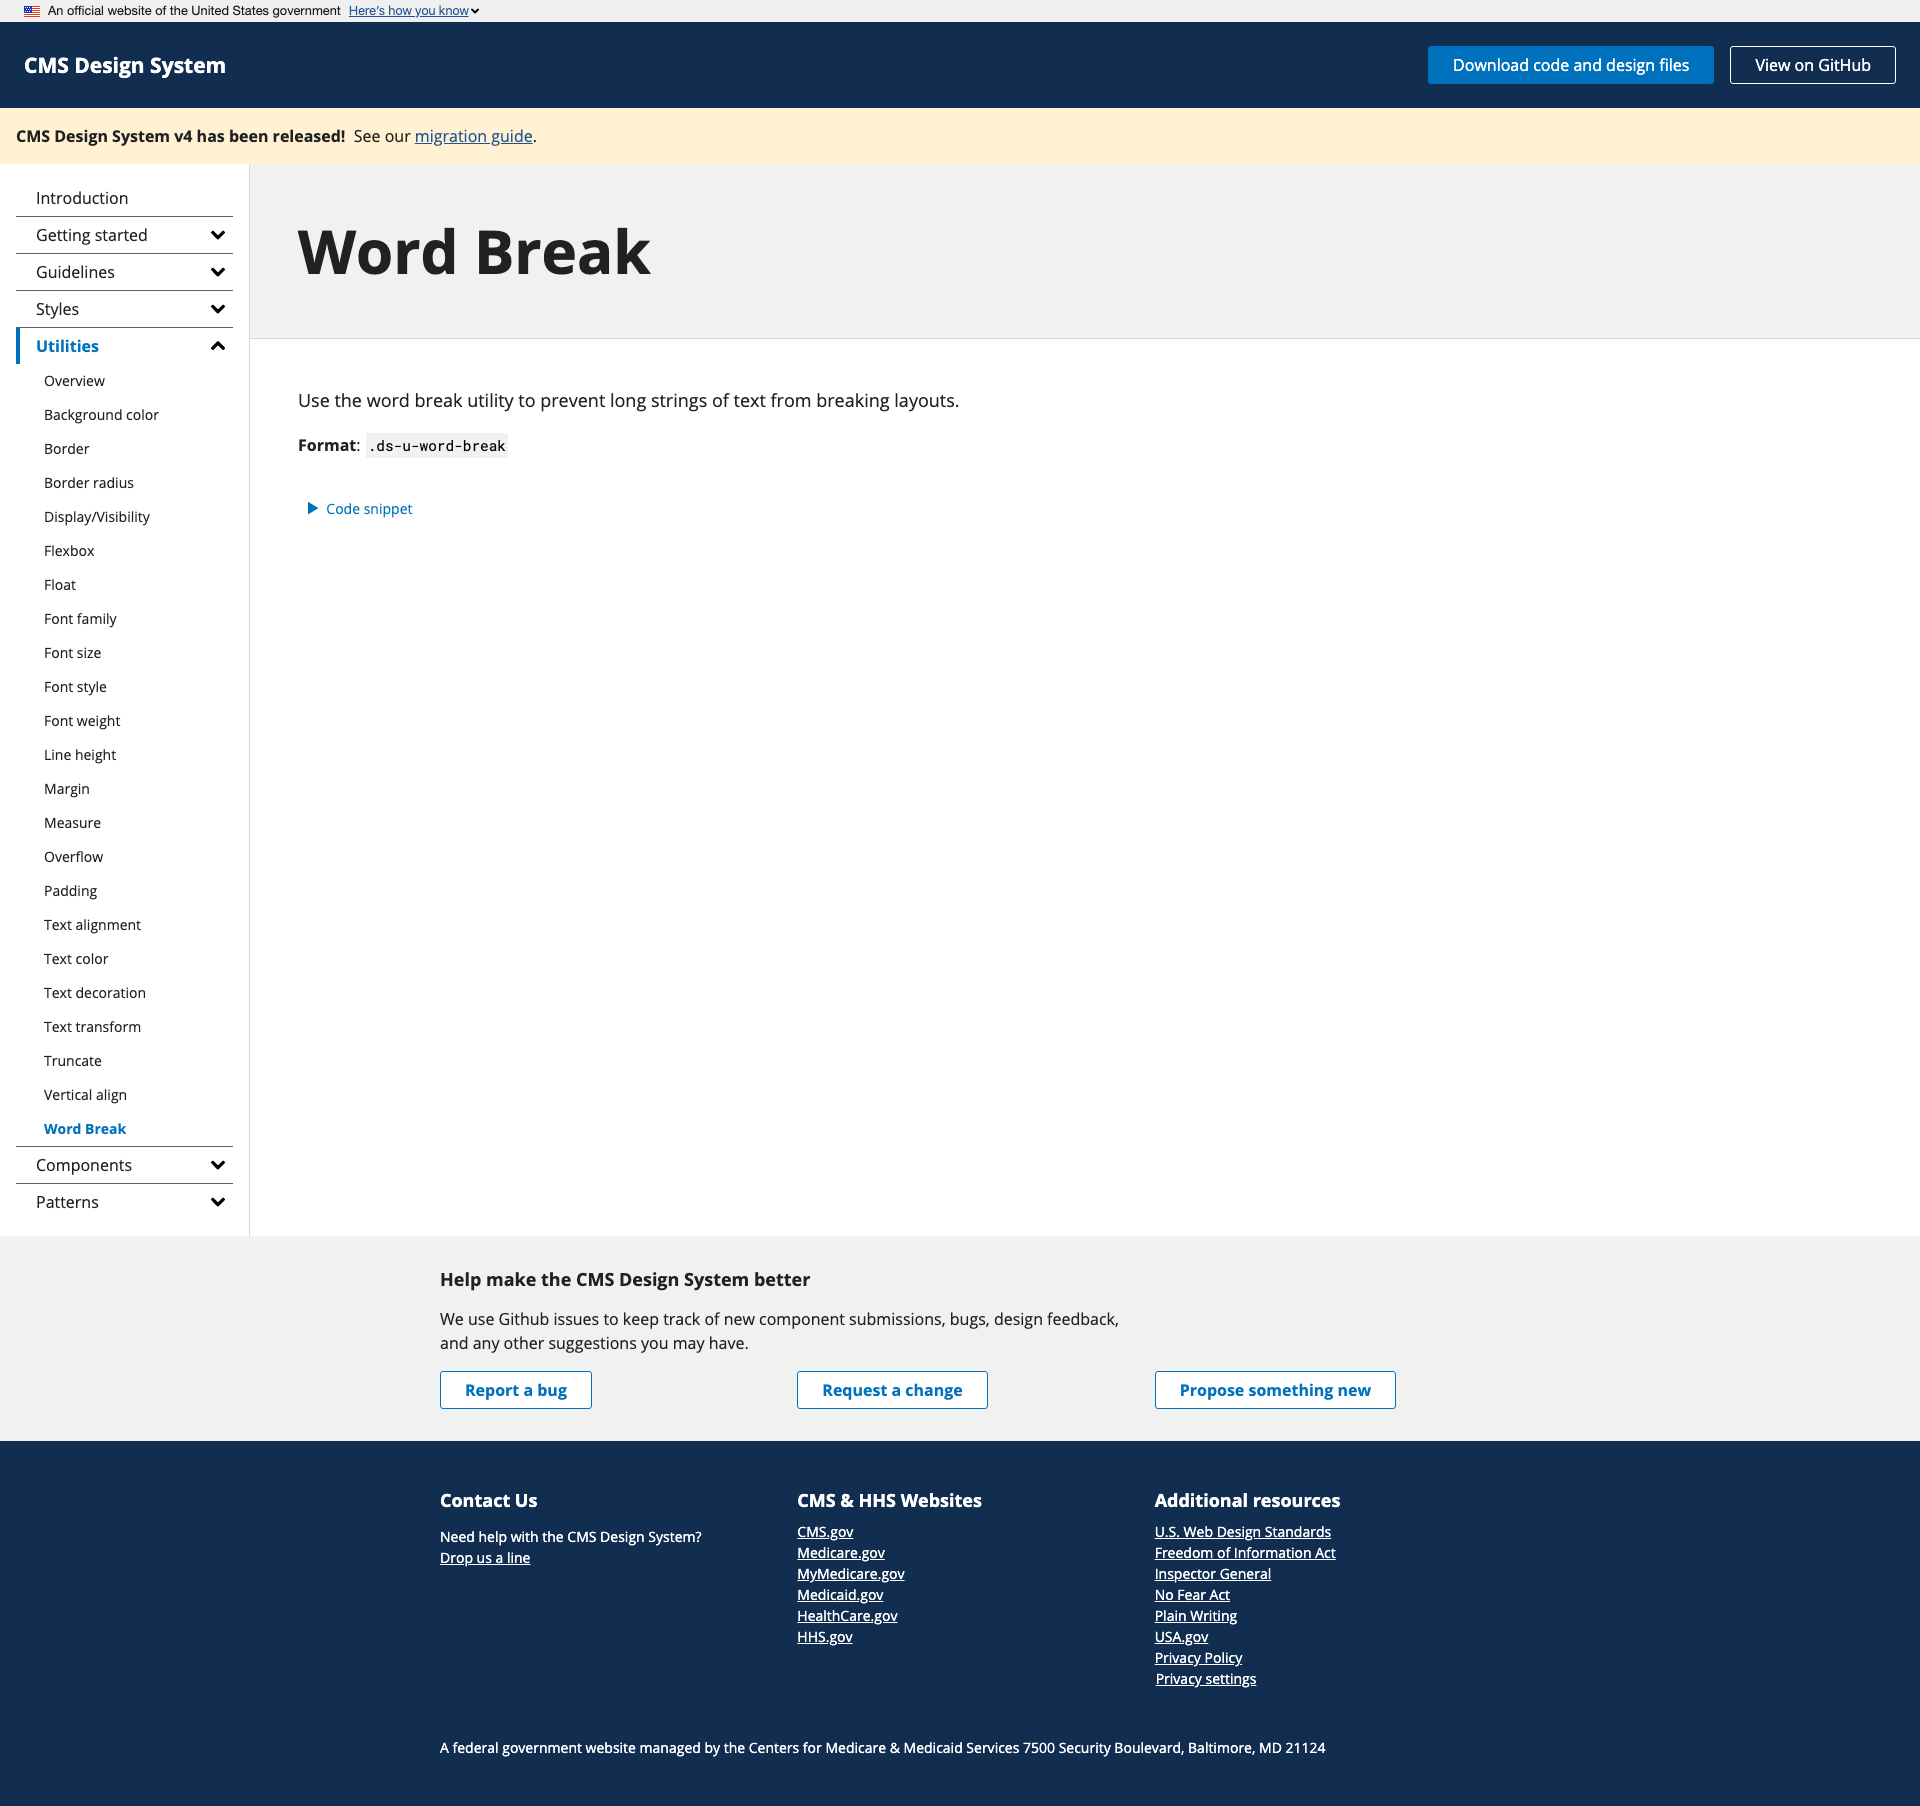 An official website of the United States government Here's how you know
CMS Design System
Download code and design files
View on GitHub
CMS Design System v4 has been released! See our migration guide.
Introduction
Getting started
Guidelines
Styles
Utilities
Overview
Background color
Border
Border radius
Display/Visibility
Flexbox
Float
Font family
Font size
Font style
Font weight
Line height
Margin
Measure
Overflow
Padding
Text alignment
Text color
Text decoration
Text transform
Truncate
Vertical align
Word Break
Components
Patterns
Word Break
Use the word break utility to prevent long strings of text from breaking layouts.
Format: .ds-u-word-break
Code snippet
Help make the CMS Design System better
We use Github issues to keep track of new component submissions, bugs, design feedback,
and any other suggestions you may have.
Report a bug
Request a change
Propose something new
Contact Us
Need help with the CMS Design System?
Drop us a line
CMS & HHS Websites
CMS.gov
Medicare.gov
MyMedicare.gov
Medicaid.gov
HealthCare.gov
HHS.gov
Additional resources
U.S. Web Design Standards
Freedom of Information Act
Inspector General
No Fear Act
Plain Writing
USA.gov
Privacy Policy
Privacy settings
A federal government website managed by the Centers for Medicare & Medicaid Services 7500 Security Boulevard, Baltimore, MD 21124